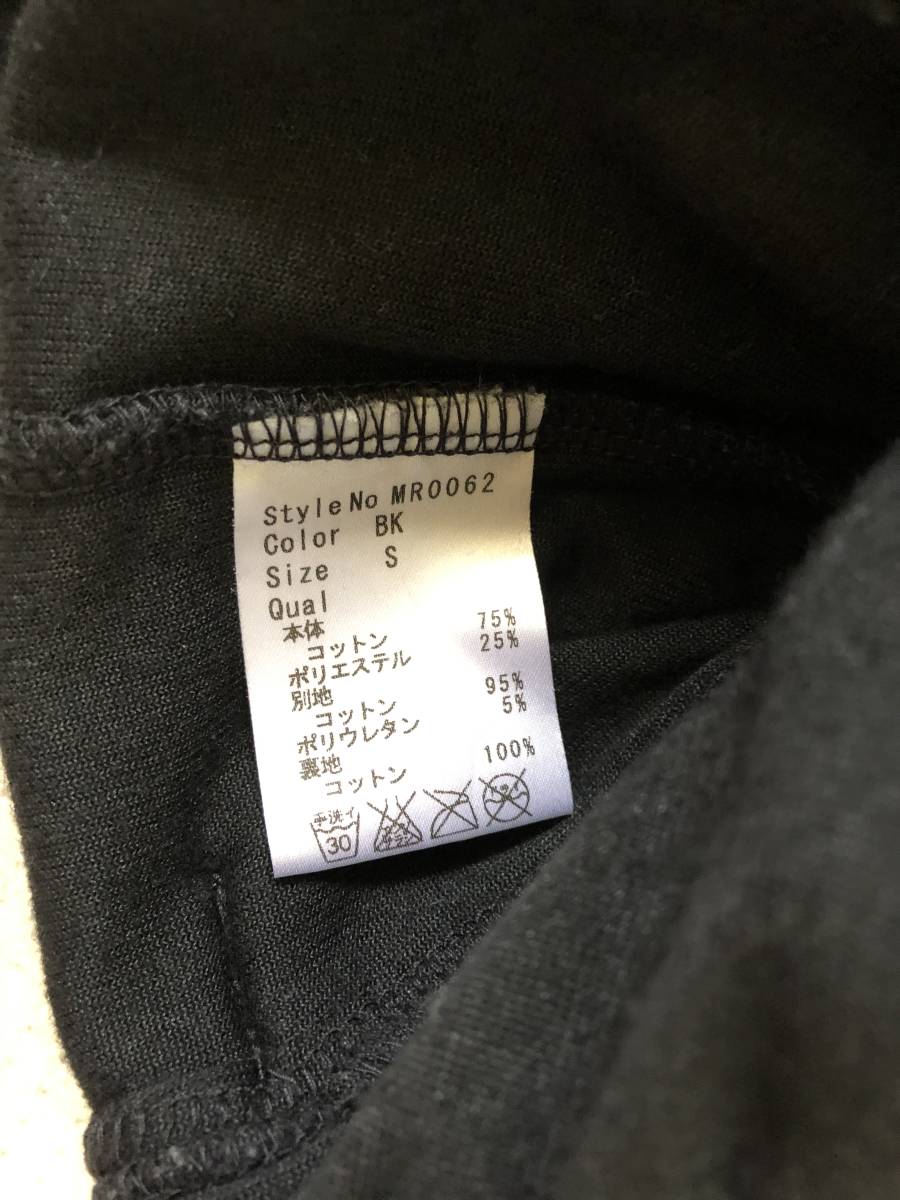 StyleNo MR0062
Color BK
Size S
Qual
本体
コットン 75%
ポリエステル 25%
別地
コットン 95%
ポリウレタン 5%
裏地
コットン 100%
手洗イ
30